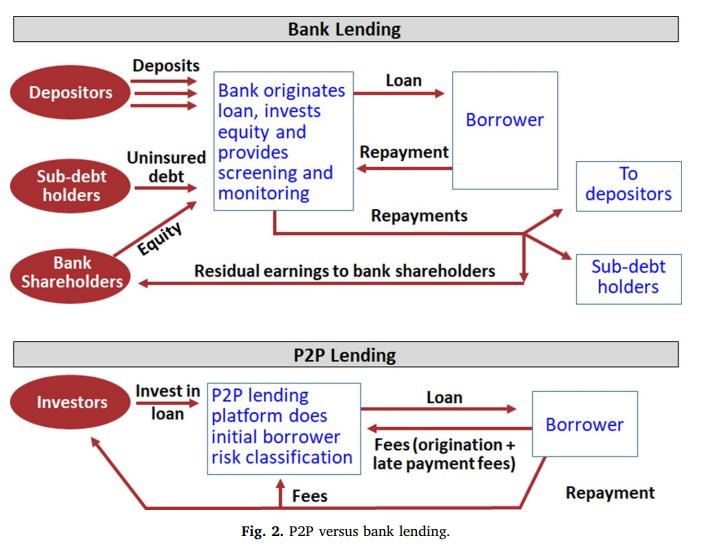 Bank Lending
Depositors
Deposits
Bank originates
loan, invests
equity and
provides
screening and
monitoring
Loan
Borrower
Repayment
Sub-debt
holders
Uninsured
debt
Equity
Bank
Shareholders
Repayments
To
depositors
Residual earnings to bank shareholders
Sub-debt
holders
P2P Lending
Investors
Invest in
loan
P2P lending
platform does
initial borrower
risk classification
Loan
Borrower
Fees (origination +
late payment fees)
Fees
Repayment
Fig. 2. P2P versus bank lending.